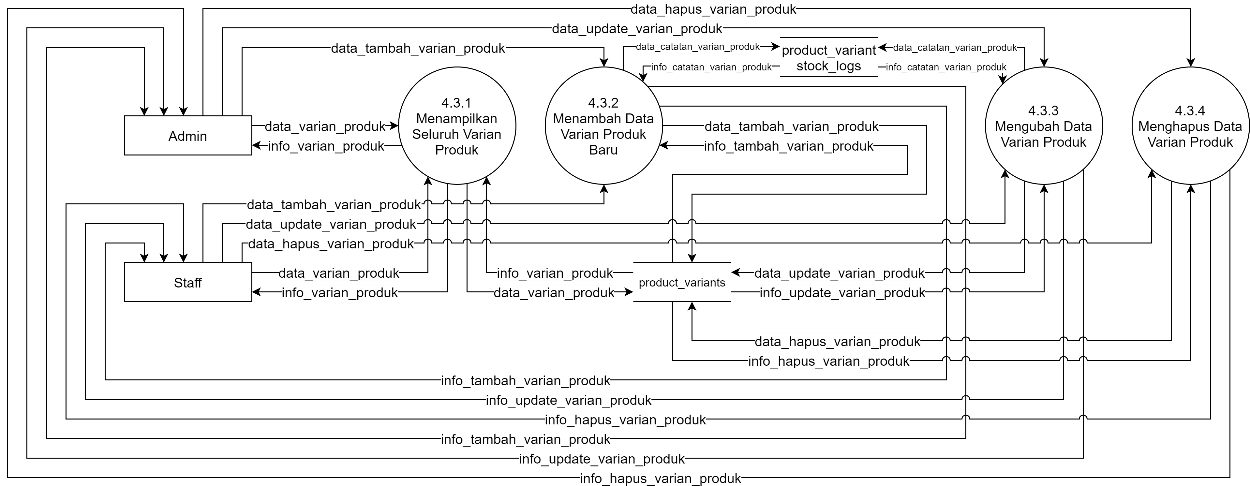 data_hapus_varian_produk
data_update_varian_produk
data_tambah_varian_produk
data_catatan_varian_produk
product_variant
stock_logs
data_catatan_varian_produk
info_catatan_varian_produk
info_catatan_varian_produk
Admin
data_varian_produk
info_varian_produk
4.3.1
Menampilkan
Seluruh Varian
Produk
4.3.2
Menambah Data
Varian Produk
Baru
data_tambah_varian_produk
info_tambah_varian_produk
4.3.3
Mengubah Data
Varian Produk
4.3.4
Menghapus Data
Varian Produk
data_tambah_varian_produk
data_update_varian_produk
data_hapus_varian_produk
Staff
data_varian_produk
info_varian_produk
info_varian_produk
data_varian_produk
product_variants
data_update_varian_produk
info_update_varian_produk
data_hapus_varian_produk
info_hapus_varian_produk
info_tambah_varian_produk
info_update_varian_produk
info_hapus_varian_produk
info_tambah_varian_produk
info_update_varian_produk
info_hapus_varian_produk